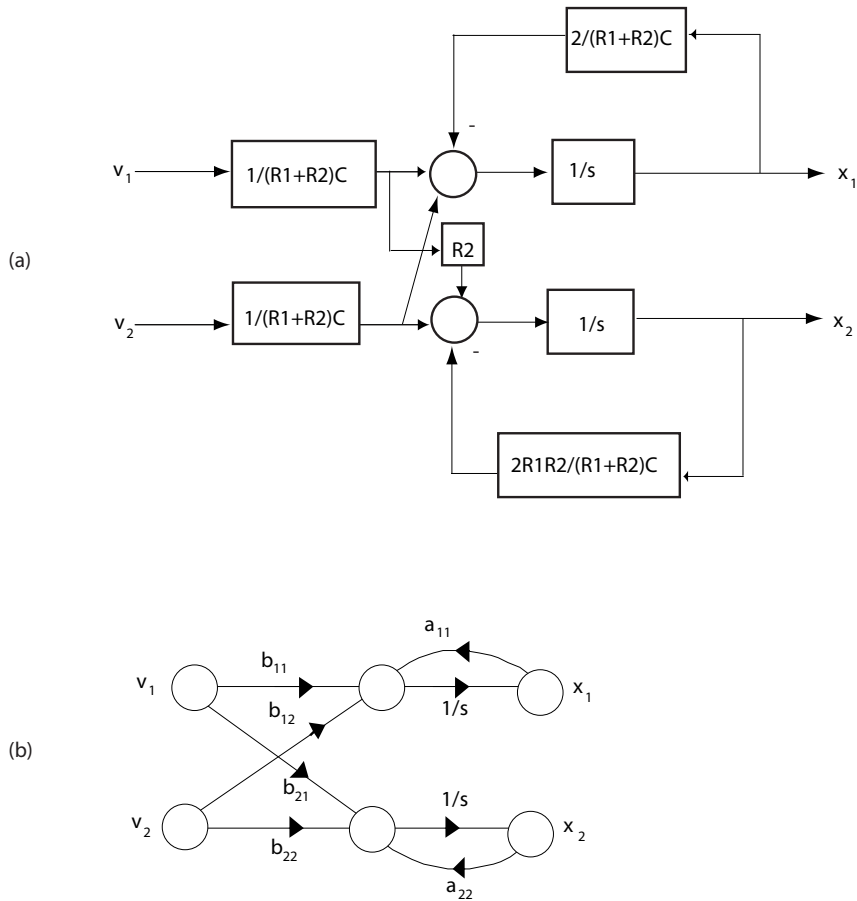 2/(R1+R2)C
-
v1
1/(R1+R2)C
1/s
x1
(a)
R2
v2
1/(R1+R2)C
1/s
x2
-
2R1R2/(R1+R2)C
a11
b11
v1
x1
b12
1/s
(b)
b21
1/s
v2
x2
b22
a22